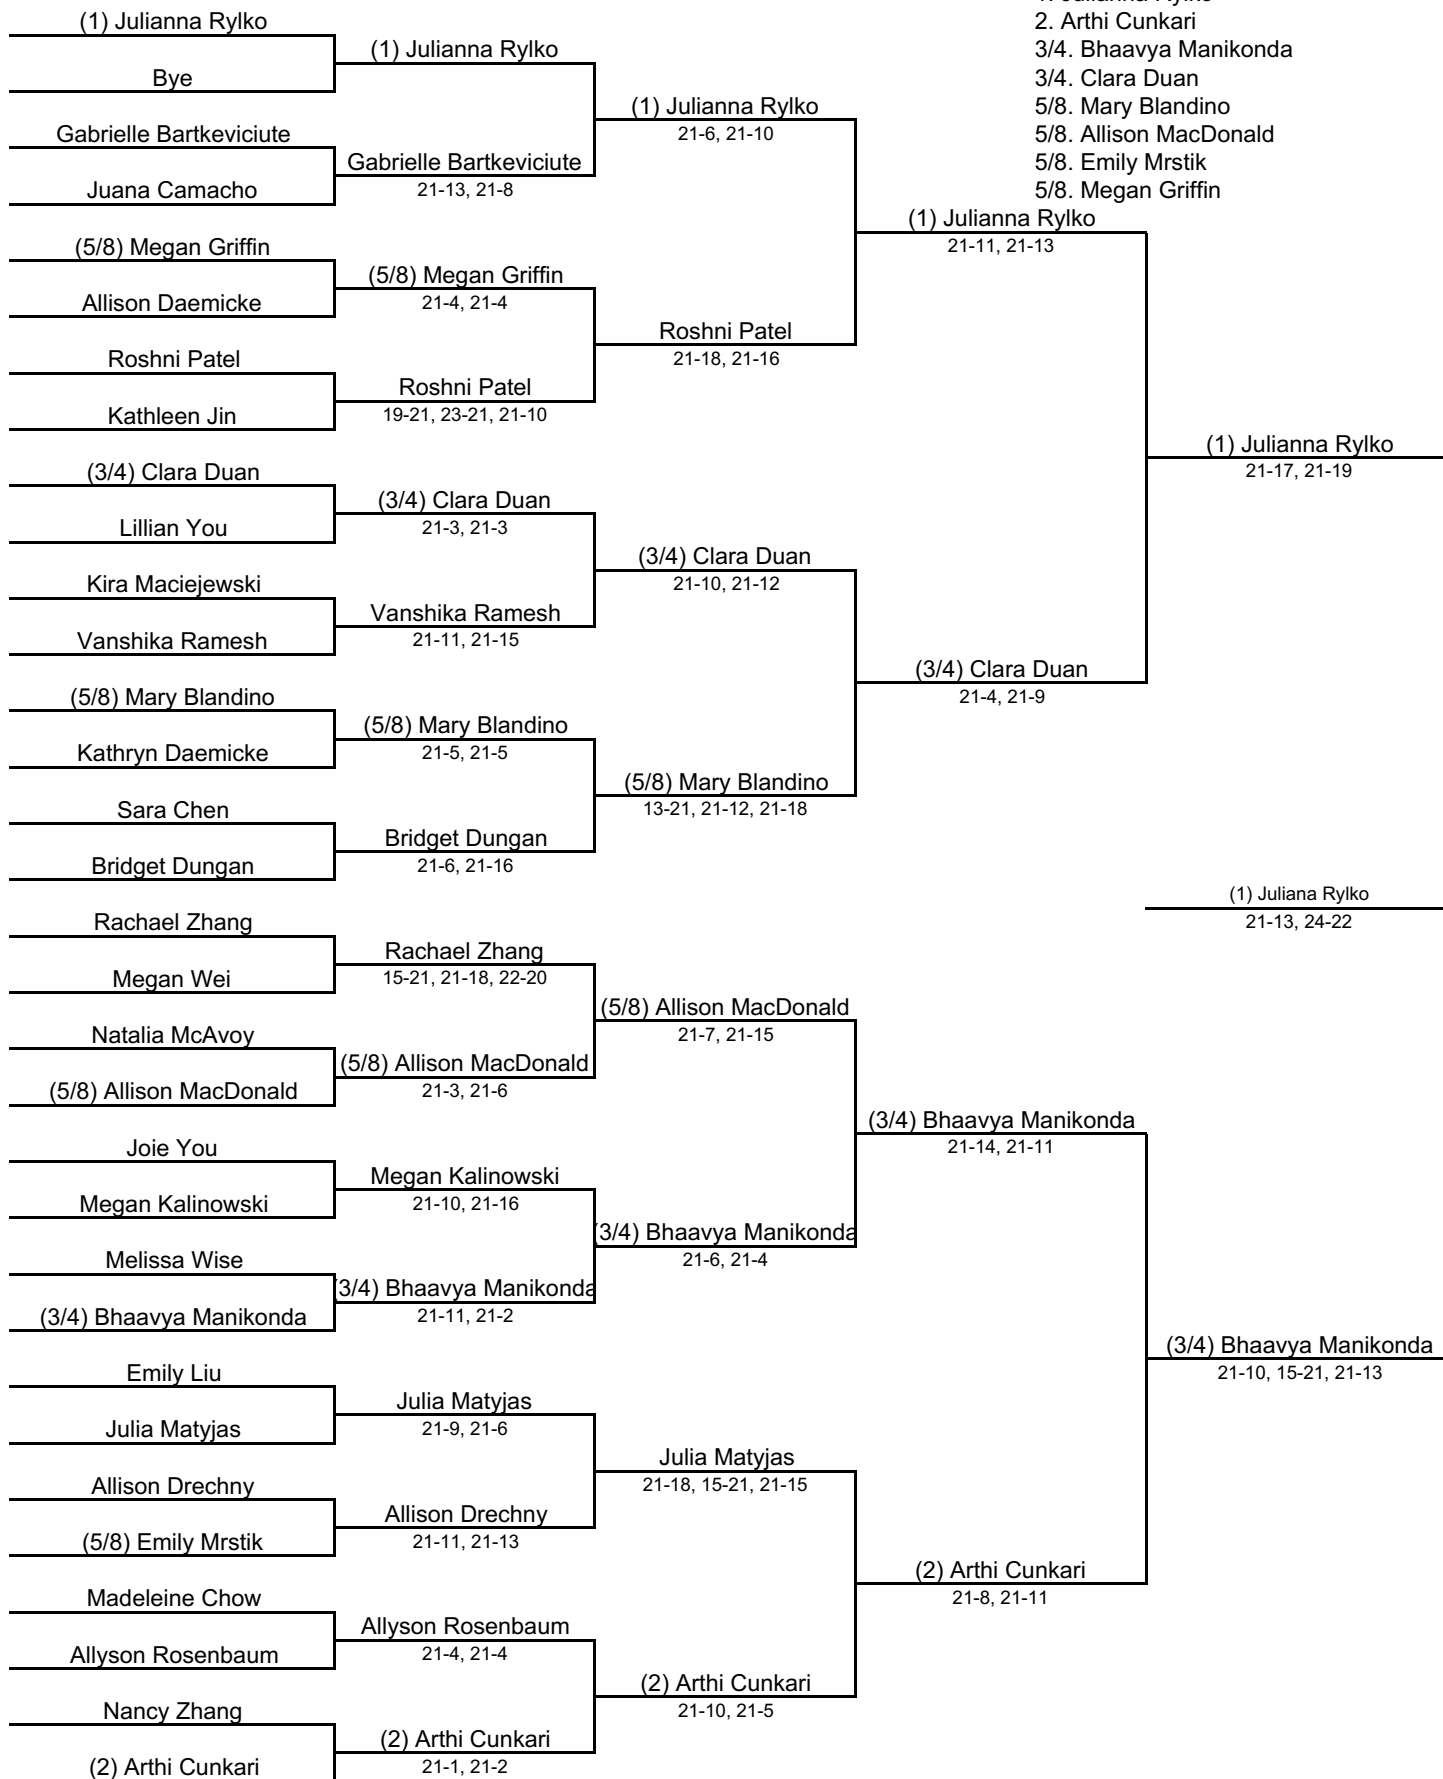 2. Arthi Cunkari
3/4. Bhaavya Manikonda
3/4. Clara Duan
5/8. Mary Blandino
5/8. Allison MacDonald
5/8. Emily Mrstik
5/8. Megan Griffin
(1) Julianna Rylko
Bye
Gabrielle Bartkeviciute
Juana Camacho
(5/8) Megan Griffin
Allison Daemicke
Roshni Patel
Kathleen Jin
(3/4) Clara Duan
Lillian You
Kira Maciejewski
Vanshika Ramesh
(5/8) Mary Blandino
Kathryn Daemicke
Sara Chen
Bridget Dungan
Rachael Zhang
Megan Wei
Natalia McAvoy
(5/8) Allison MacDonald
Joie You
Megan Kalinowski
Melissa Wise
(3/4) Bhaavya Manikonda
Emily Liu
Julia Matyjas
Allison Drechny
(5/8) Emily Mrstik
Madeleine Chow
Allyson Rosenbaum
Nancy Zhang
(2) Arthi Cunkari
(1) Julianna Rylko
Gabrielle Bartkeviciute
21-13, 21-8
(5/8) Megan Griffin
21-4, 21-4
Roshni Patel
19-21, 23-21, 21-10
(3/4) Clara Duan
21-3, 21-3
Vanshika Ramesh
21-11, 21-15
(5/8) Mary Blandino
21-5, 21-5
Bridget Dungan
21-6, 21-16
Rachael Zhang
15-21, 21-18, 22-20
(5/8) Allison MacDonald
21-3, 21-6
Megan Kalinowski
21-10, 21-16
(3/4) Bhaavya Manikonda
21-11, 21-2
Julia Matyjas
21-9, 21-6
Allison Drechny
21-11, 21-13
Allyson Rosenbaum
21-4, 21-4
(2) Arthi Cunkari
21-1, 21-2
(1) Julianna Rylko
21-6, 21-10
Roshni Patel
21-18, 21-16
(3/4) Clara Duan
21-10, 21-12
(5/8) Mary Blandino
13-21, 21-12, 21-18
(5/8) Allison MacDonald
21-7, 21-15
(3/4) Bhaavya Manikonda
21-6, 21-4
Julia Matyjas
21-18, 15-21, 21-15
(2) Arthi Cunkari
21-10, 21-5
(1) Julianna Rylko
21-11, 21-13
(3/4) Clara Duan
21-4, 21-9
(3/4) Bhaavya Manikonda
21-14, 21-11
(2) Arthi Cunkari
21-8, 21-11
(1) Julianna Rylko
21-17, 21-19
(1) Juliana Rylko
21-13, 24-22
(3/4) Bhaavya Manikonda
21-10, 15-21, 21-13